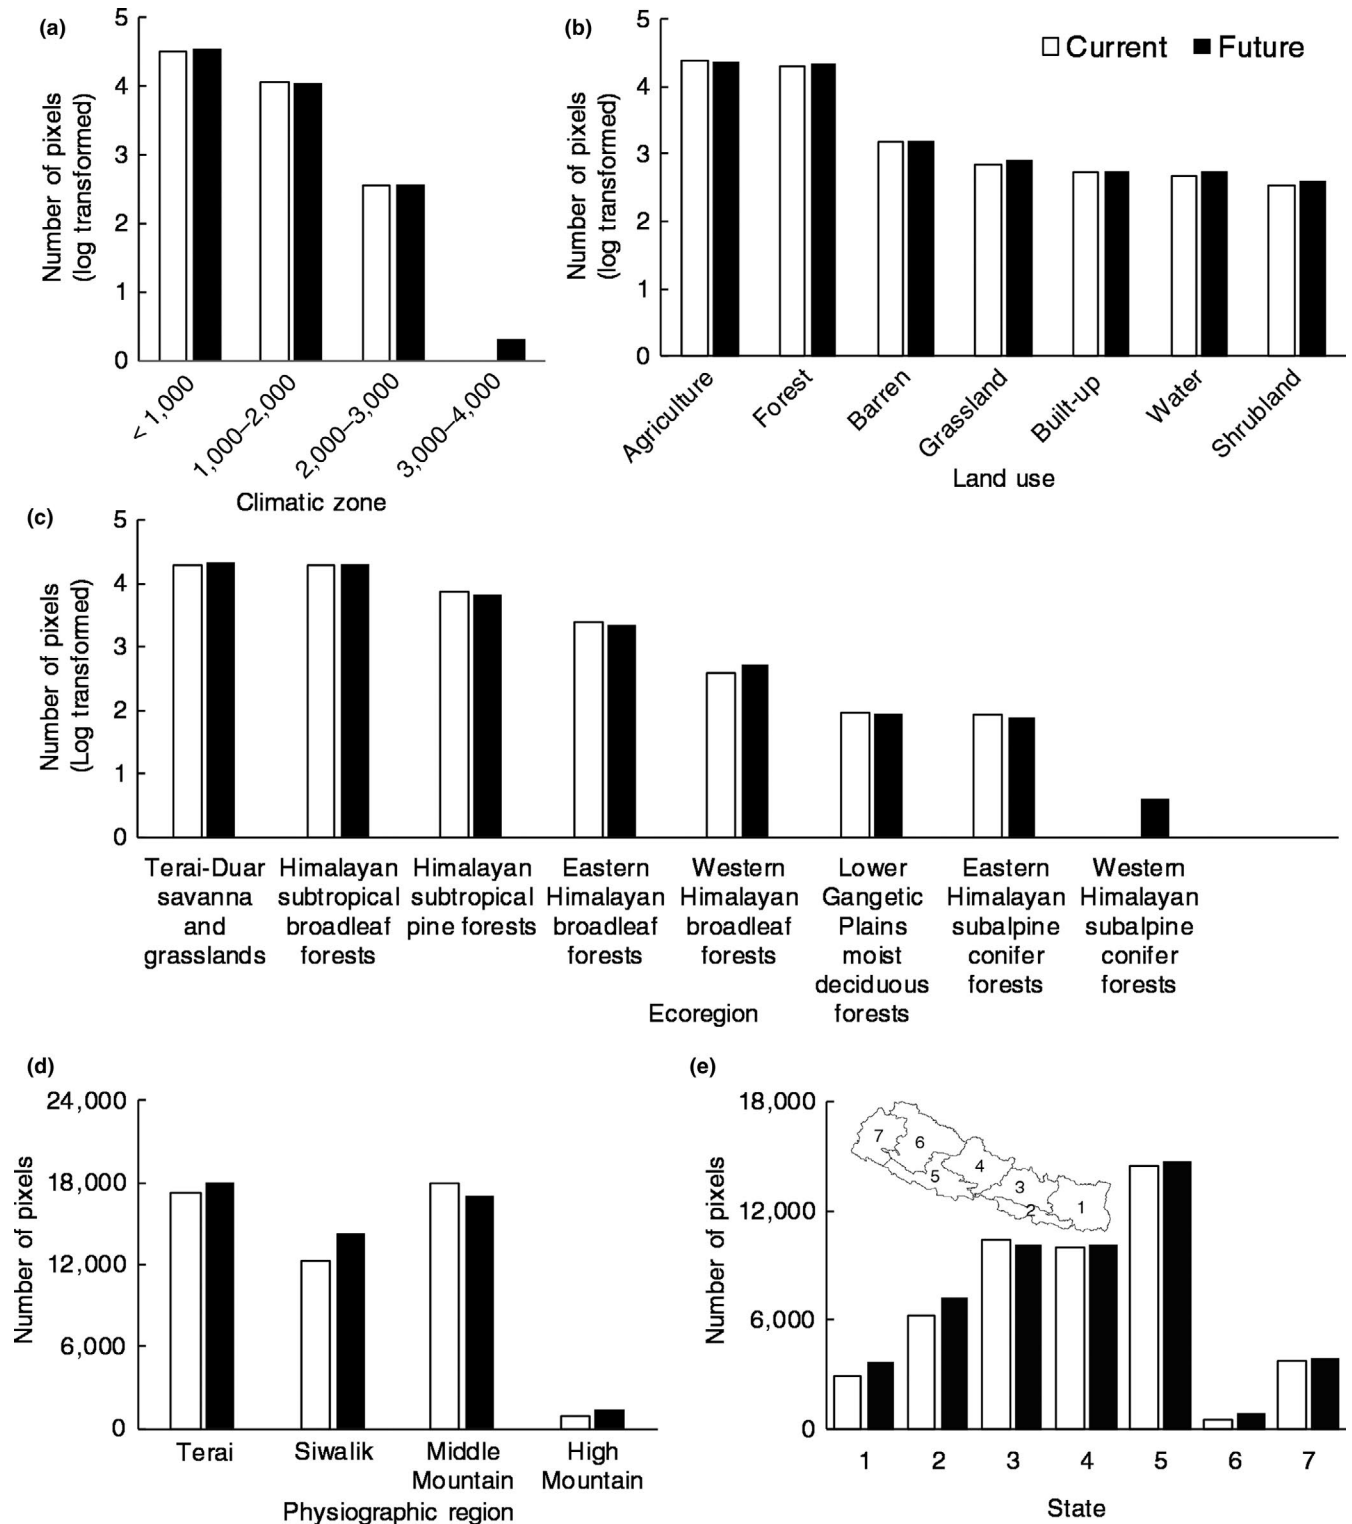 (a)
5
4
3
2
1
0
Number of pixels
(log transformed)
< 1,000
1,000–2,000
2,000–3,000
3,000–4,000
Climatic zone
(b)
5
4
3
2
1
0
Number of pixels
(log transformed)
Current
Future
Agriculture
Forest
Barren
Grassland
Built-up
Water
Shrubland
Land use
(c)
5
4
3
2
1
0
Number of pixels
(Log transformed)
Terai-Duar
savanna
and
grasslands
Himalayan
subtropical
broadleaf
forests
Himalayan
subtropical
pine forests
Eastern
Himalayan
broadleaf
forests
Western
Himalayan
broadleaf
forests
Lower
Gangetic
Plains
moist
deciduous
forests
Eastern
Himalayan
subalpine
conifer
forests
Western
Himalayan
subalpine
conifer
forests
Ecoregion
(d)
24,000
18,000
12,000
6,000
0
Number of pixels
Terai
Siwalik
Middle
Mountain
High
Mountain
Physiographic region
(e)
18,000
12,000
6,000
0
Number of pixels
7
6
5
4
3
2
1
1
2
3
4
5
6
7
State